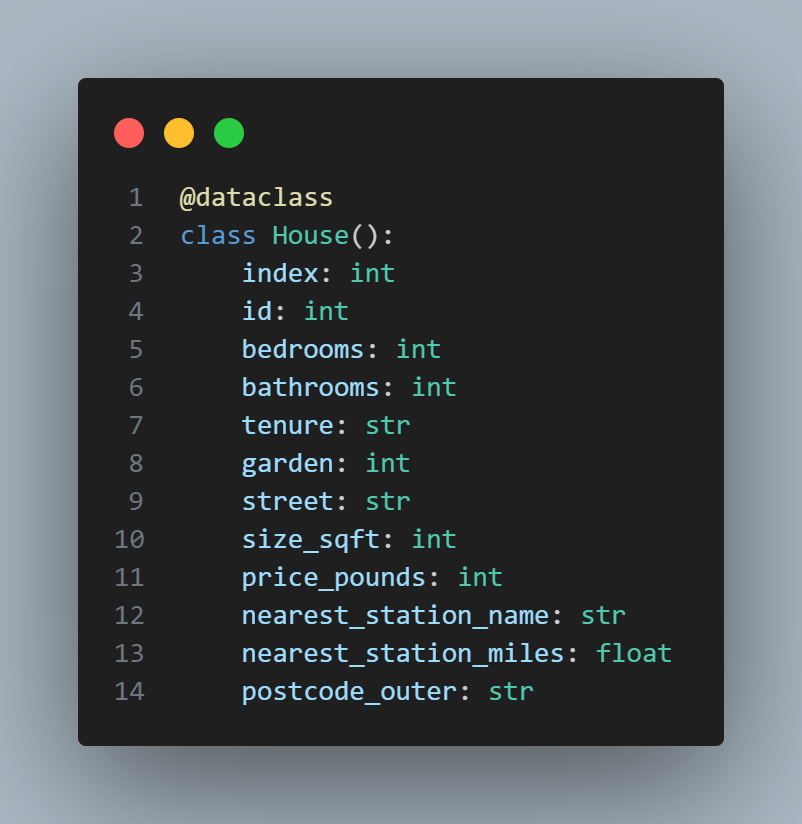 1 @dataclass
2 class House():
3     index: int
4     id: int
5     bedrooms: int
6     bathrooms: int
7     tenure: str
8     garden: int
9     street: str
10     size_sqft: int
11     price_pounds: int
12     nearest_station_name: str
13     nearest_station_miles: float
14     postcode_outer: str